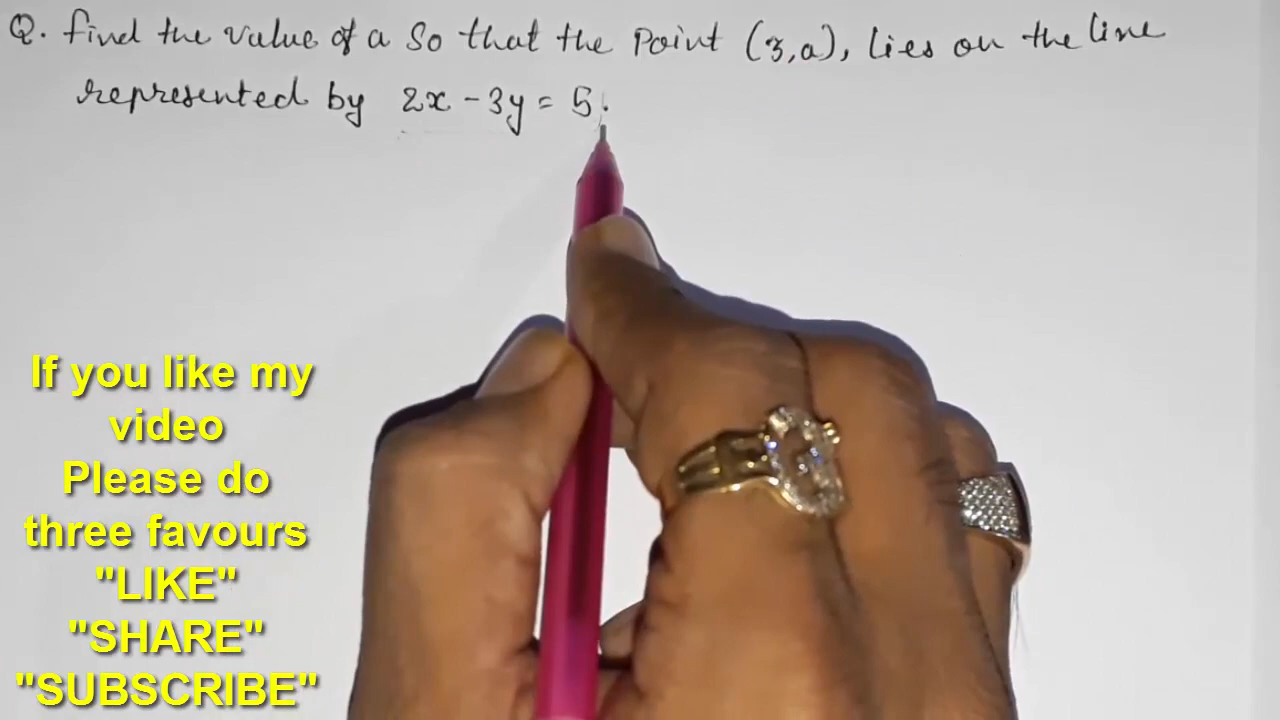 Q. Find the value of a so that the Point (3,a), lies on the line
represented by 2x - 3y = 5.
If you like my
video
Please do
three favours
"LIKE"
"SHARE"
"SUBSCRIBE"